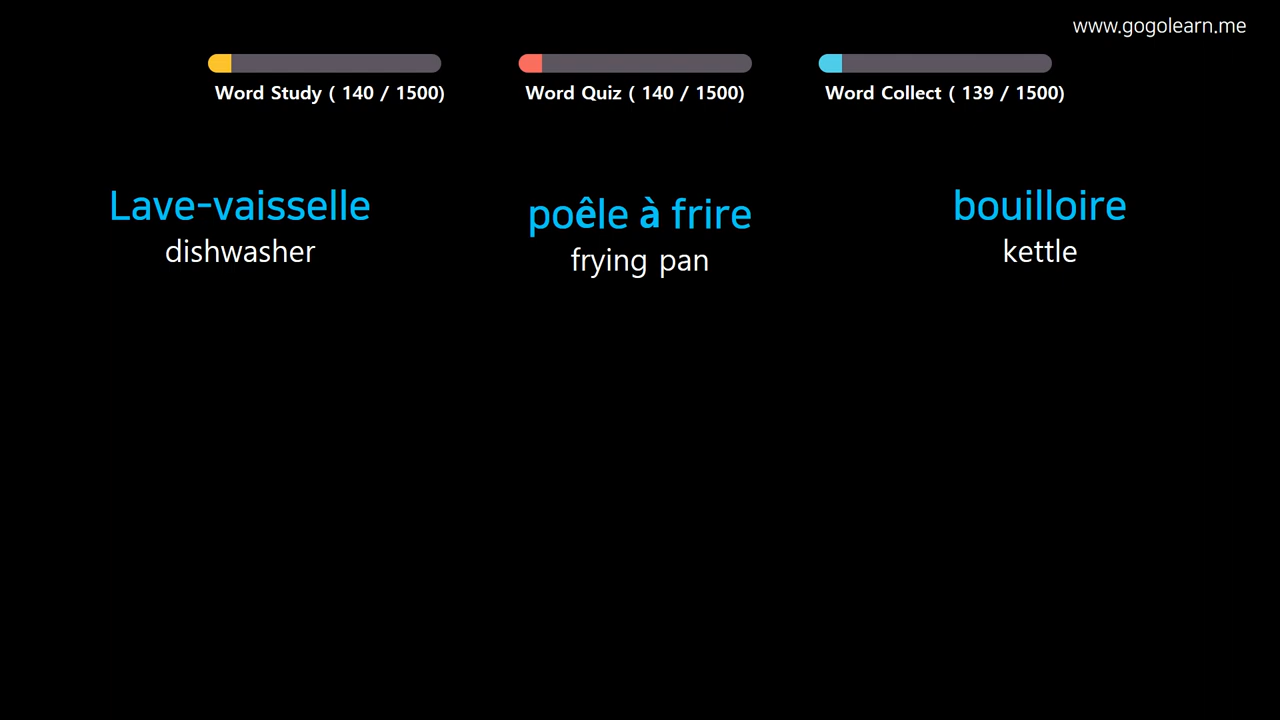 www.gogolearn.me
Word Study ( 140 / 1500)
Word Quiz ( 140 / 1500)
Word Collect ( 139 / 1500)
Lave-vaisselle
dishwasher
poêle à frire
frying pan
bouilloire
kettle